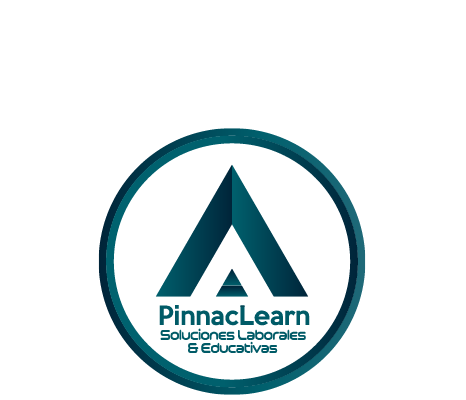 PinnacLearn
Soluciones Laborales
& Educativas